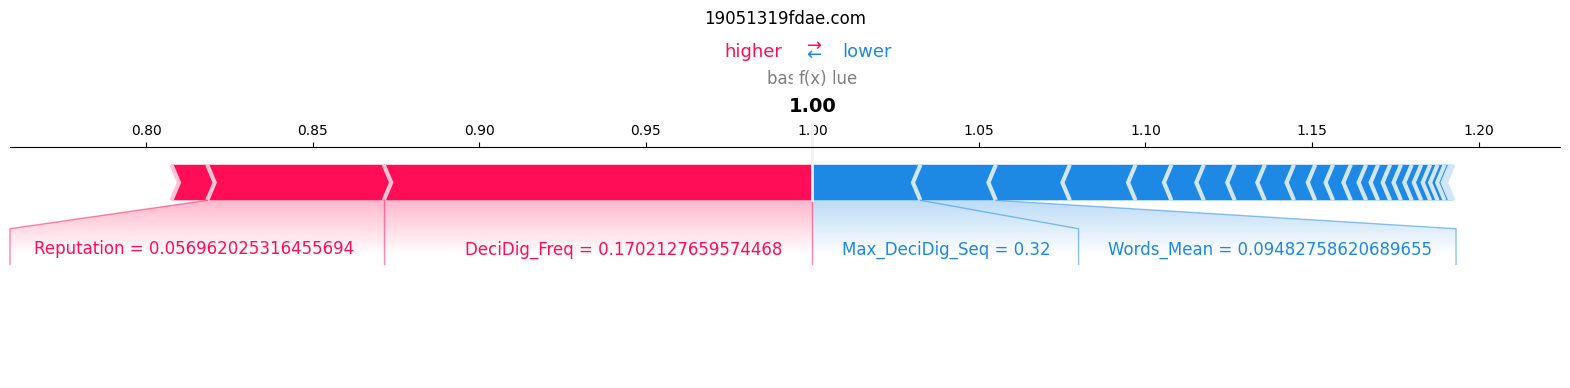 19051319fdae.com
higher → lower
←
f(x) lue
1.00
0.80 0.85 0.90 0.95 1.00 1.05 1.10 1.15 1.20
Reputation = 0.056962025316455694 DeciDig_Freq = 0.1702127659574468 Max_DeciDig_Seq = 0.32 Words_Mean = 0.09482758620689655